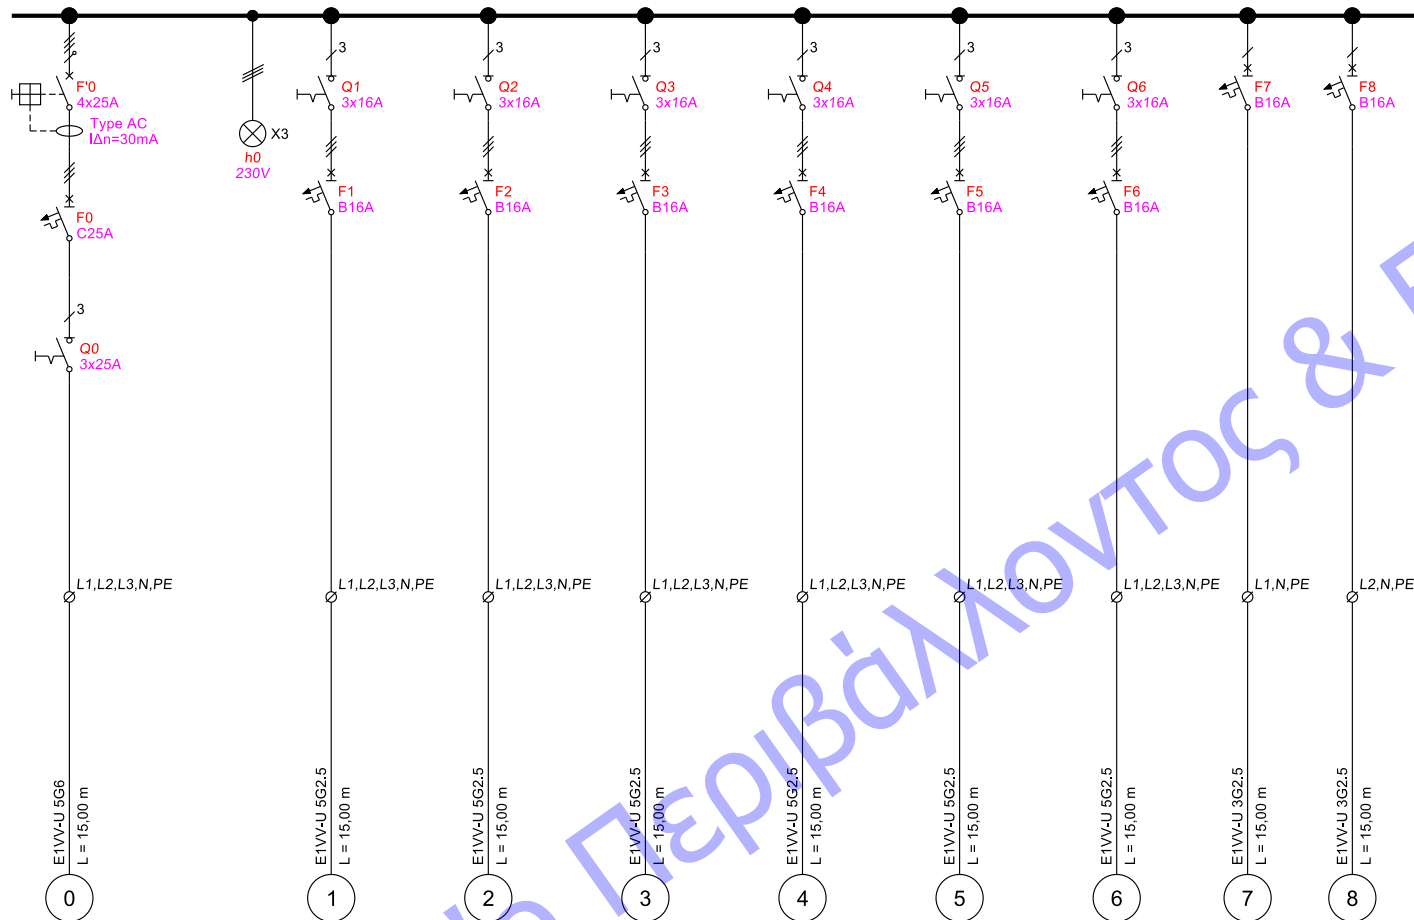 F'0
4x25A
Type AC
IΔn=30mA
F0
C25A
3
Q0
3x25A
L1,L2,L3,N,PE
E1VV-U 5G6
L = 15,00 m
0
X3
h0
230V
3
Q1
3x16A
F1
B16A
L1,L2,L3,N,PE
E1VV-U 5G2.5
L = 15,00 m
1
3
Q2
3x16A
F2
B16A
L1,L2,L3,N,PE
E1VV-U 5G2.5
L = 15,00 m
2
3
Q3
3x16A
F3
B16A
L1,L2,L3,N,PE
E1VV-U 5G2.5
L = 15,00 m
3
3
Q4
3x16A
F4
B16A
L1,L2,L3,N,PE
E1VV-U 5G2.5
L = 15,00 m
4
3
Q5
3x16A
F5
B16A
L1,L2,L3,N,PE
E1VV-U 5G2.5
L = 15,00 m
5
3
Q6
3x16A
F6
B16A
L1,L2,L3,N,PE
E1VV-U 5G2.5
L = 15,00 m
6
F7
B16A
L1,N,PE
E1VV-U 3G2.5
L = 15,00 m
7
F8
B16A
L2,N,PE
E1VV-U 3G2.5
L = 15,00 m
8
Περιβάλλοντος &